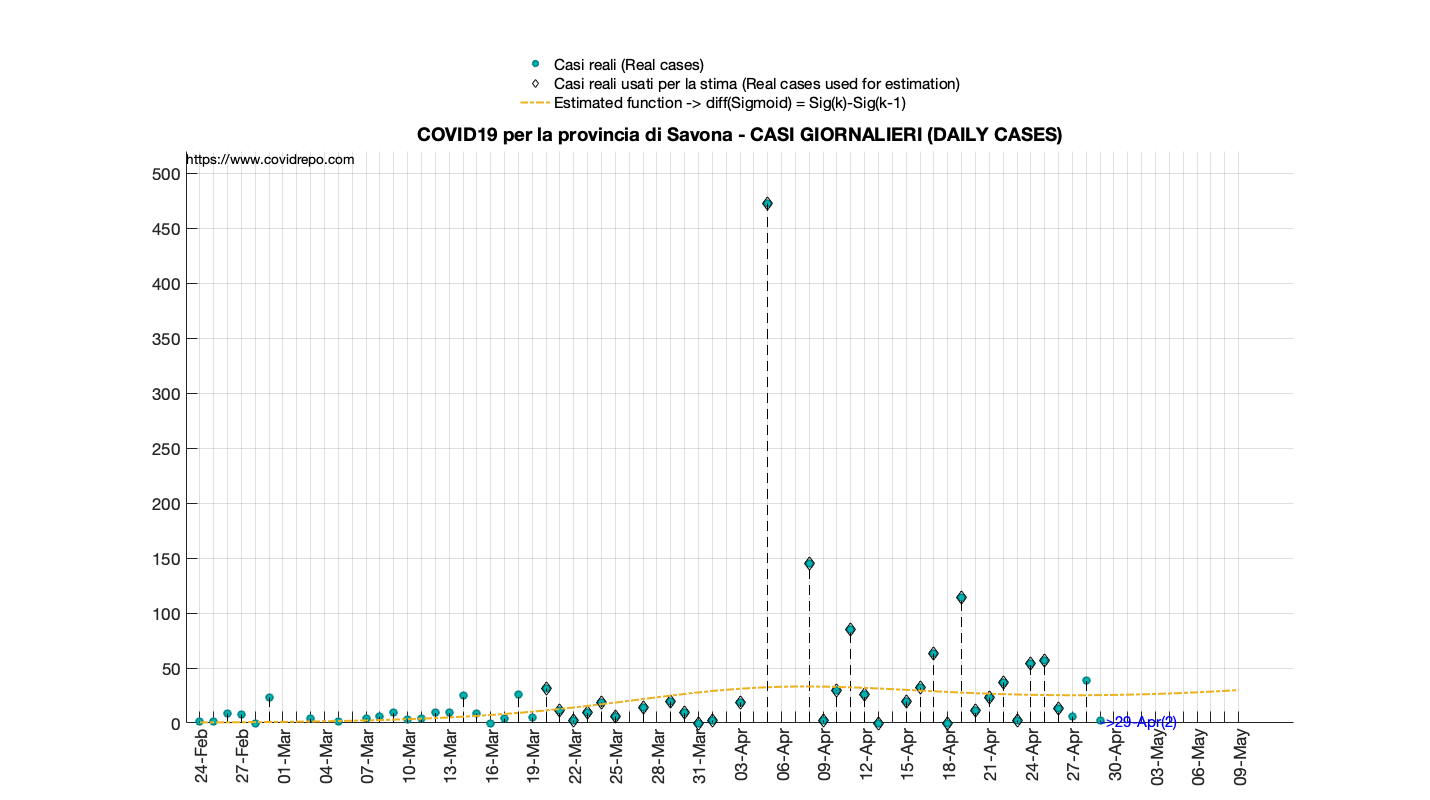 Casi reali (Real cases)
Casi reali usati per la stima (Real cases used for estimation)
Estimated function -> diff(Sigmoid) = Sig(k)-Sig(k-1)
COVID19 per la provincia di Savona - CASI GIORNALIERI (DAILY CASES)
https://www.covidrepo.com
500
450
400
350
300
250
200
150
100
50
0
->29-Apr(2)
24-Feb
27-Feb
01-Mar
04-Mar
07-Mar
10-Mar
13-Mar
16-Mar
19-Mar
22-Mar
25-Mar
28-Mar
31-Mar
03-Apr
06-Apr
09-Apr
12-Apr
15-Apr
18-Apr
21-Apr
24-Apr
27-Apr
30-Apr
03-May
06-May
09-May